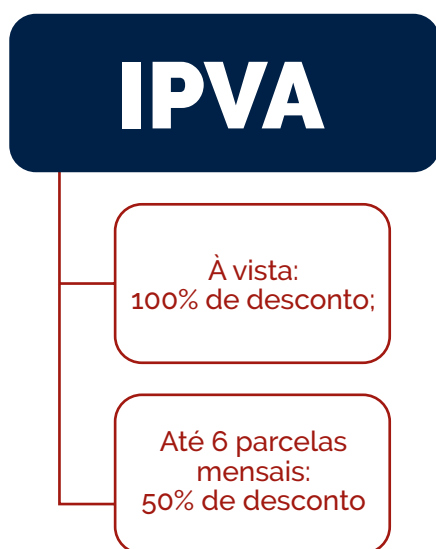 IPVA
À vista:
100% de desconto;
Até 6 parcelas
mensais:
50% de desconto